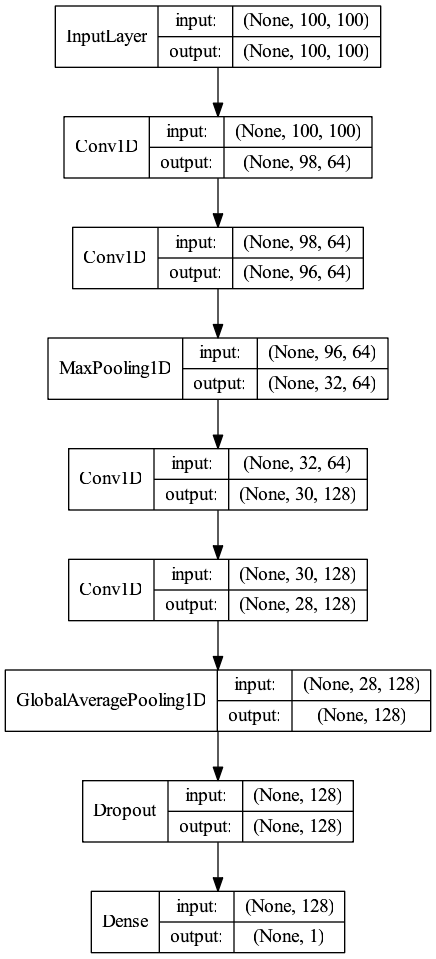 InputLayer
input: (None, 100, 100)
output: (None, 100, 100)
Conv1D
input: (None, 100, 100)
output: (None, 98, 64)
Conv1D
input: (None, 98, 64)
output: (None, 96, 64)
MaxPooling1D
input: (None, 96, 64)
output: (None, 32, 64)
Conv1D
input: (None, 32, 64)
output: (None, 30, 128)
Conv1D
input: (None, 30, 128)
output: (None, 28, 128)
GlobalAveragePooling1D
input: (None, 28, 128)
output: (None, 128)
Dropout
input: (None, 128)
output: (None, 128)
Dense
input: (None, 128)
output: (None, 1)